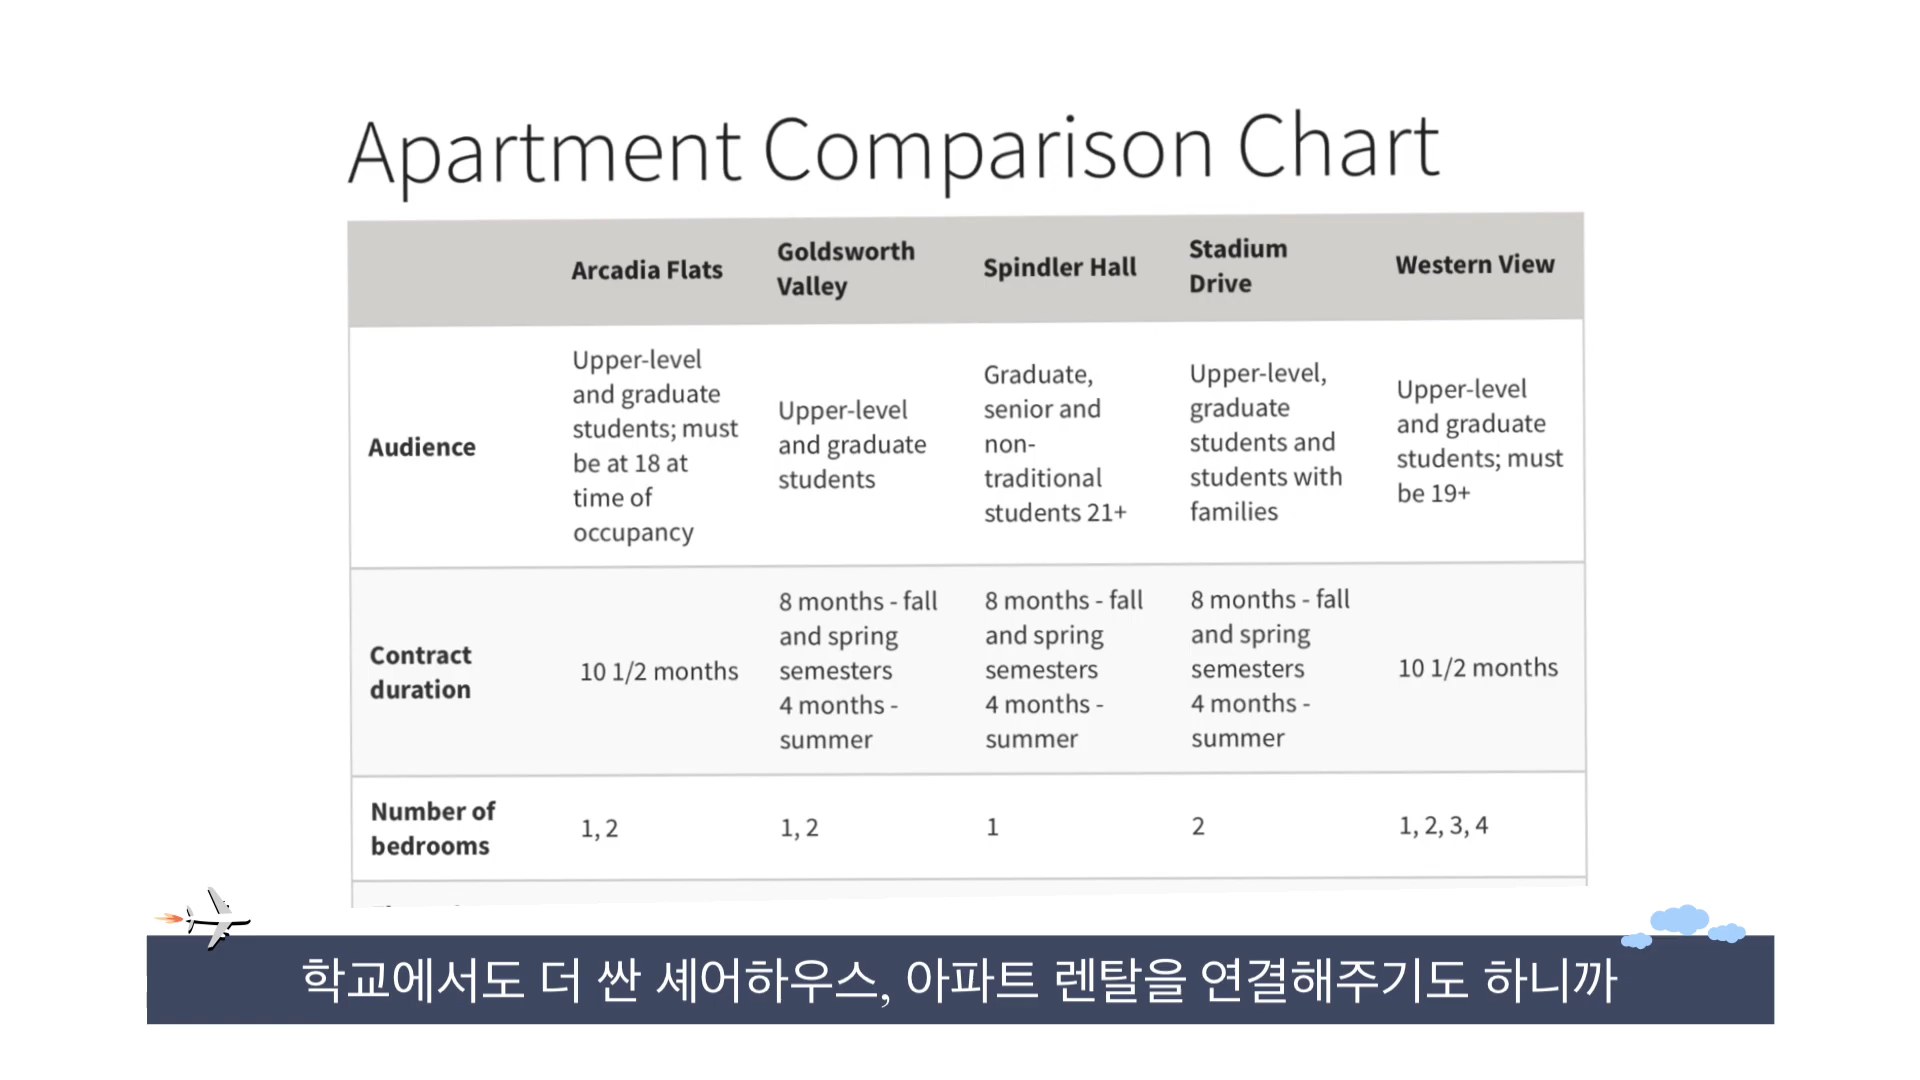 Apartment Comparison Chart
Arcadia Flats
Goldsworth
Valley
Spindler Hall
Stadium
Drive
Western View
Audience
Upper-level
and graduate
students; must
be at 18 at
time of
occupancy
Upper-level
and graduate
students
Graduate,
senior and
non-
traditional
students 21+
Upper-level,
graduate
students and
students with
families
Upper-level
and graduate
students; must
be 19+
Contract
duration
10 1/2 months
8 months - fall
and spring
semesters
4 months -
summer
8 months - fall
and spring
semesters
4 months -
summer
8 months - fall
and spring
semesters
4 months -
summer
10 1/2 months
Number of
bedrooms
1, 2
1, 2
1
2
1, 2, 3, 4
학교에서도 더 싼 셰어하우스, 아파트 렌탈을 연결해주기도 하니까